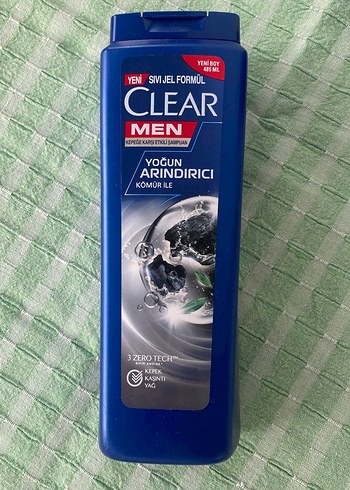 YENİ BOY
485 ML
YENİ SIVI JEL FORMÜL
CLEAR
MEN
KEPEĞE KARŞI ETKİLİ ŞAMPUAN
YOĞUN
ARINDIRICI
KÖMÜR İLE
3 ZERO TECH™
KEPEK
KAŞINTI
YAĞ